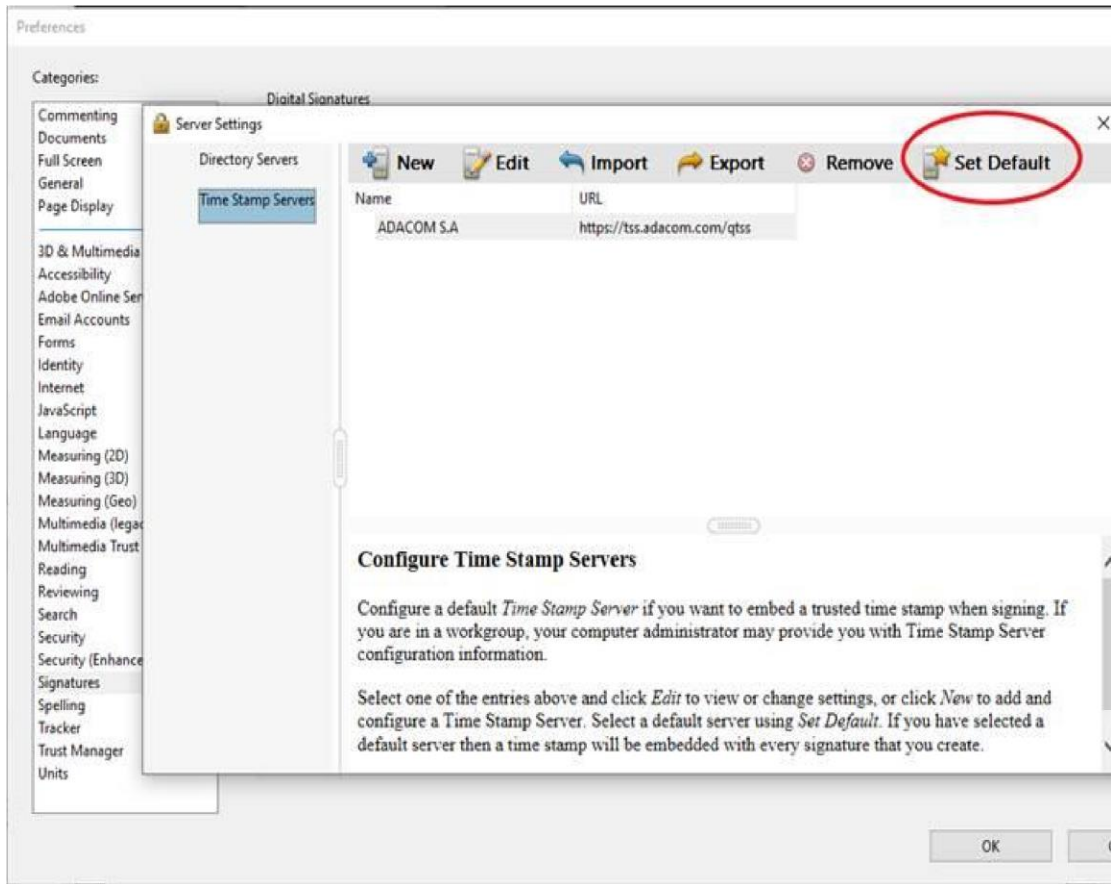 Preferences
Categories:
Digital Signatures
Commenting
Documents
Full Screen
General
Page Display
3D & Multimedia
Accessibility
Adobe Online Ser
Email Accounts
Forms
Identity
Internet
JavaScript
Language
Measuring (2D)
Measuring (3D)
Measuring (Geo)
Multimedia (legac
Multimedia Trust
Reading
Reviewing
Search
Security
Security (Enhance
Signatures
Spelling
Tracker
Trust Manager
Units
Server Settings
Directory Servers
Time Stamp Servers
New Edit Import Export Remove Set Default
Name URL
ADACOM S.A https://tss.adacom.com/qtss
Configure Time Stamp Servers
Configure a default Time Stamp Server if you want to embed a trusted time stamp when signing. If
you are in a workgroup, your computer administrator may provide you with Time Stamp Server
configuration information.
Select one of the entries above and click Edit to view or change settings, or click New to add and
configure a Time Stamp Server. Select a default server using Set Default. If you have selected a
default server then a time stamp will be embedded with every signature that you create.
OK